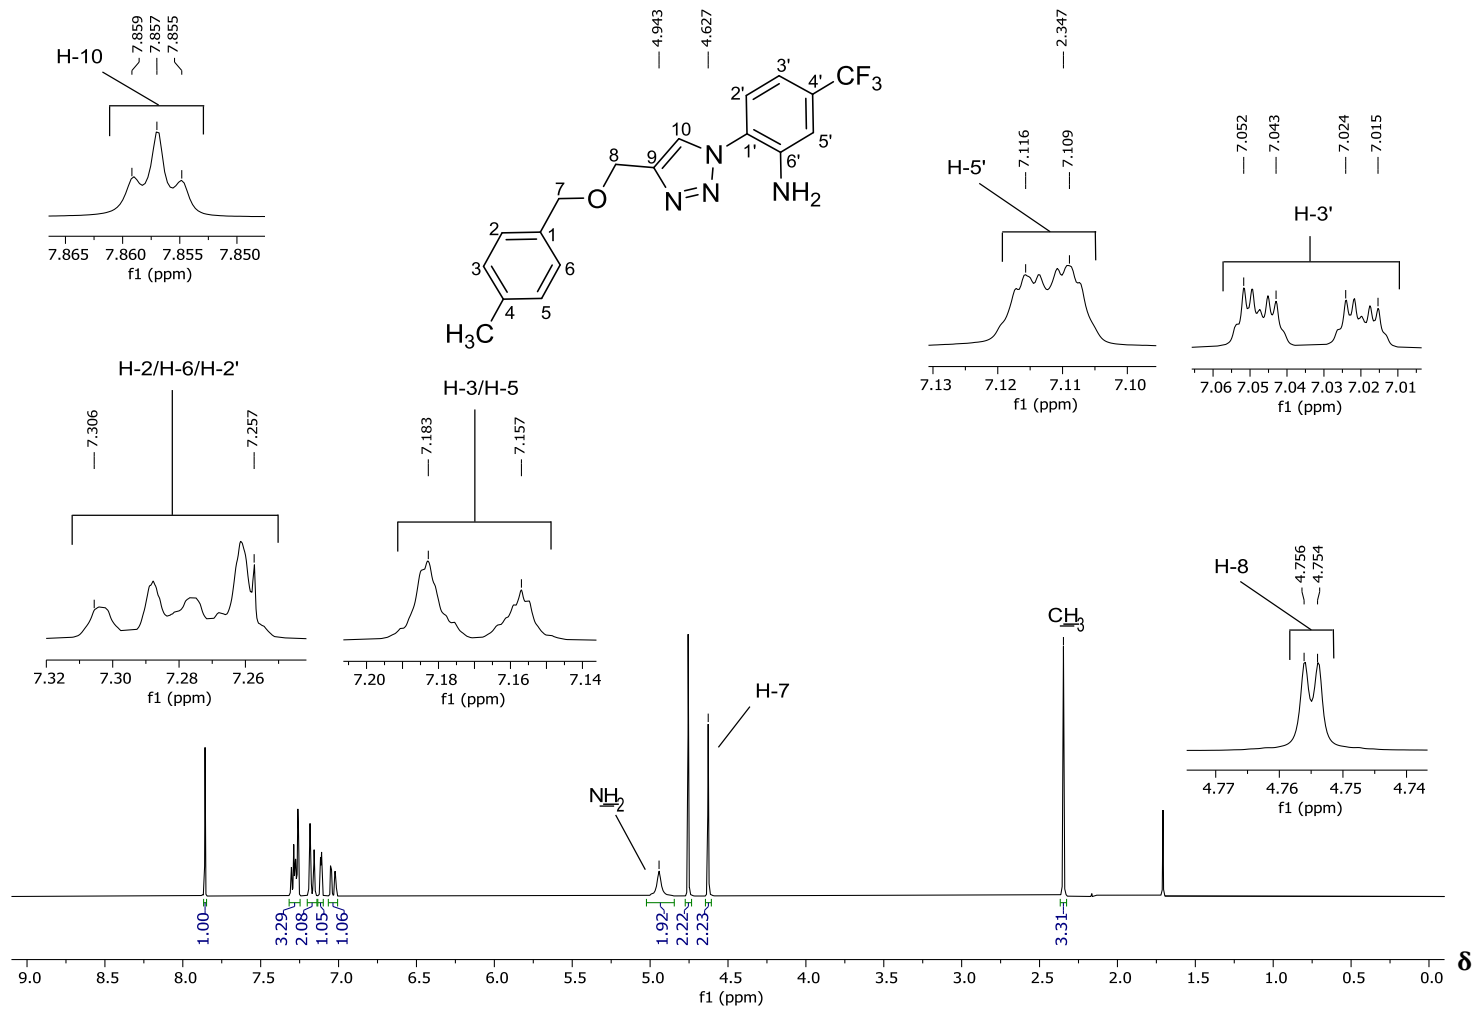 7.859
7.857
7.855
H-10
7.865 7.860 7.855 7.850
f1 (ppm)
4.943
4.627
2.347
3'
CF3
4'
2'
10
5'
1'
6'
8
9
N
N
N
NH2
7
O
2
1
3
6
4
5
H3C
7.116
7.109
H-5'
7.13 7.12 7.11 7.10
f1 (ppm)
7.052
7.043
7.024
7.015
H-3'
7.06 7.05 7.04 7.03 7.02 7.01
f1 (ppm)
H-2/H-6/H-2'
7.306
7.257
7.32 7.30 7.28 7.26
f1 (ppm)
H-3/H-5
7.183
7.157
7.20 7.18 7.16 7.14
f1 (ppm)
4.756
4.754
H-8
4.77 4.76 4.75 4.74
f1 (ppm)
CH3
H-7
NH2
1.00
3.29
2.08
1.05
1.06
1.92
2.22
2.23
3.31
9.0 8.5 8.0 7.5 7.0 6.5 6.0 5.5 5.0 4.5 4.0 3.5 3.0 2.5 2.0 1.5 1.0 0.5 0.0
f1 (ppm)
δ